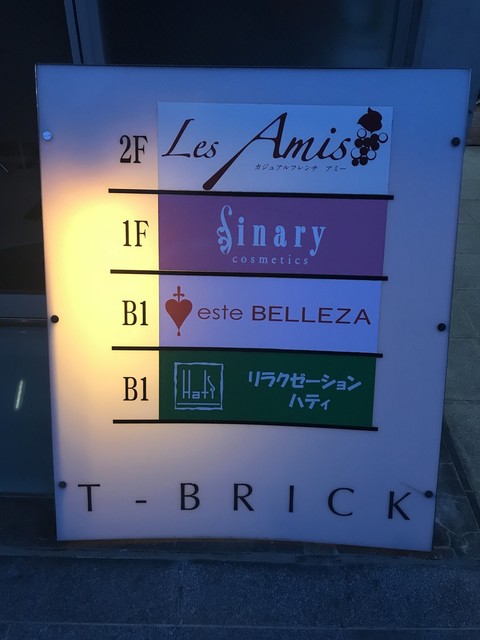 2F Les Amis
カジュアルフレンチ アミー
1F Sinary
cosmetics
B1 este BELLEZA
B1 Hati リラクゼーション
ハティ
T-BRICK